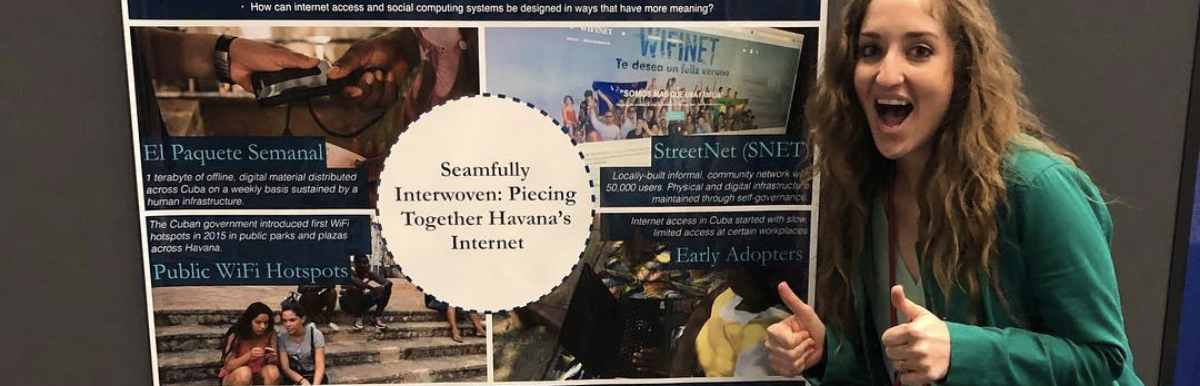 · How can internet access and social computing systems be designed in ways that have more meaning?
WIFINET
WIFINET
Te desea un feliz verano
"SOMOS MAS QUE UNA FAMILIA"
El Paquete Semanal
1 terabyte of offline, digital material distributed
across Cuba on a weekly basis sustained by a
human infrastructure.
StreetNet (SNET)
Locally-built informal, community network with
50,000 users. Physical and digital infrastructure
maintained through self-governance.
Seamfully
Interwoven: Piecing
Together Havana's
Internet
The Cuban government introduced first WiFi
hotspots in 2015 in public parks and plazas
across Havana.
Public WiFi Hotspots
Internet access in Cuba started with slow,
limited access at certain workplaces
Early Adopters